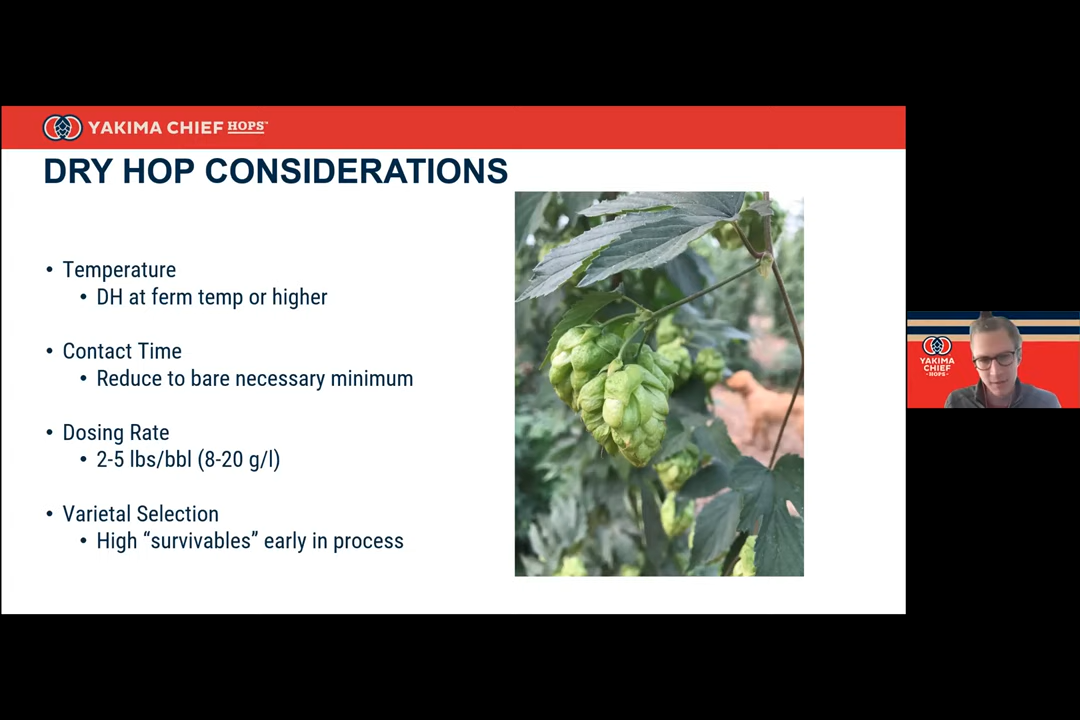 YAKIMA CHIEF HOPS™
DRY HOP CONSIDERATIONS
• Temperature
• DH at ferm temp or higher
• Contact Time
• Reduce to bare necessary minimum
• Dosing Rate
• 2-5 lbs/bbl (8-20 g/l)
• Varietal Selection
• High “survivables” early in process
YAKIMA
CHIEF
-HOPS-